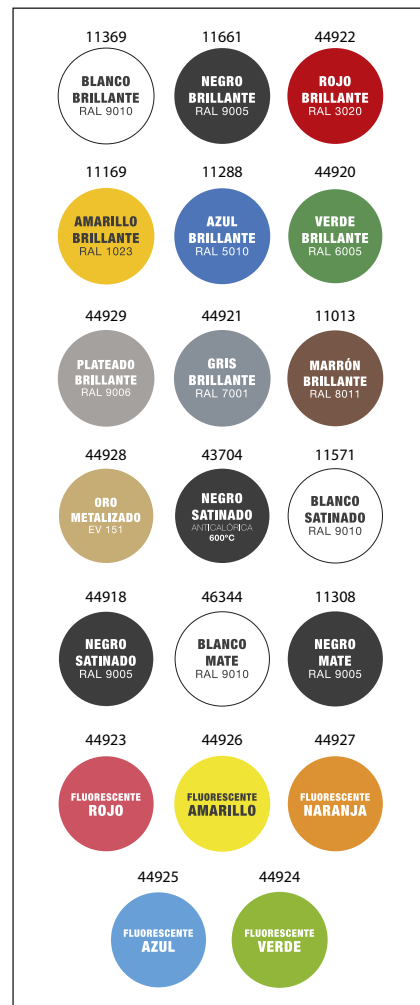 11369 11661 44922
BLANCO BRILLANTE RAL 9010
NEGRO BRILLANTE RAL 9005
ROJO BRILLANTE RAL 3020
11169 11288 44920
AMARILLO BRILLANTE RAL 1023
AZUL BRILLANTE RAL 5010
VERDE BRILLANTE RAL 6005
44929 44921 11013
PLATEADO BRILLANTE RAL 9006
GRIS BRILLANTE RAL 7001
MARRÓN BRILLANTE RAL 8011
44928 43704 11571
ORO METALIZADO EV 151
NEGRO SATINADO ANTICALÓRICA 600ºC
BLANCO SATINADO RAL 9010
44918 46344 11308
NEGRO SATINADO RAL 9005
BLANCO MATE RAL 9010
NEGRO MATE RAL 9005
44923 44926 44927
FLUORESCENTE ROJO
FLUORESCENTE AMARILLO
FLUORESCENTE NARANJA
44925 44924
FLUORESCENTE AZUL
FLUORESCENTE VERDE